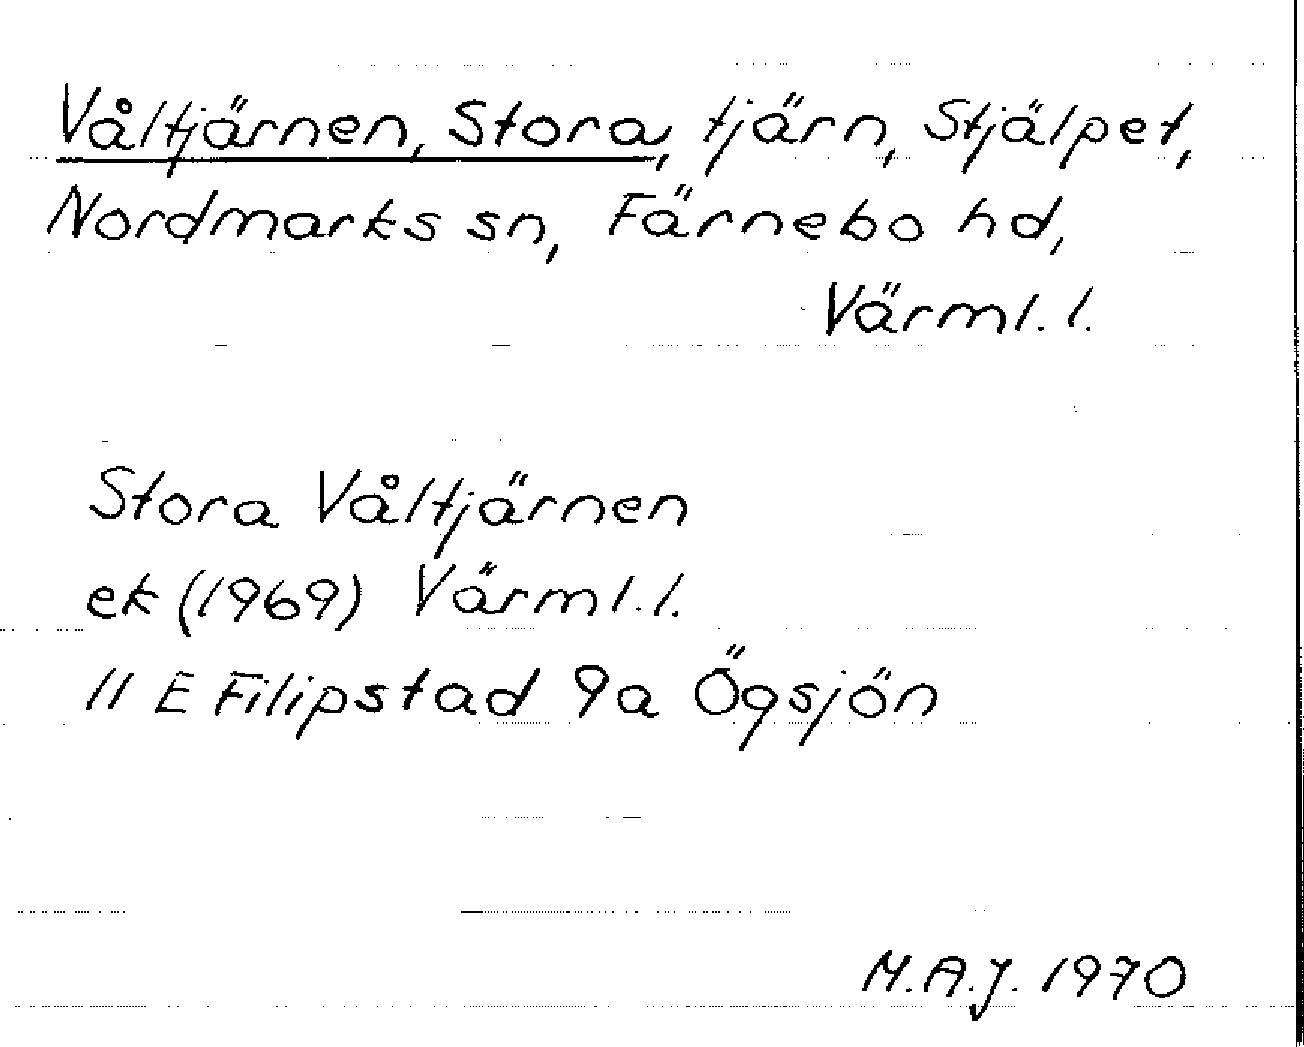 Våltjärnen, Stora, tjärn, Stjälpet,
Nordmarks sn, Färnebo hd,
Värml. l.
Stora Våltjärnen
ek (1969) Värml. l.
11 E Filipstad 9a Ögsjön
M.A.J. 1970